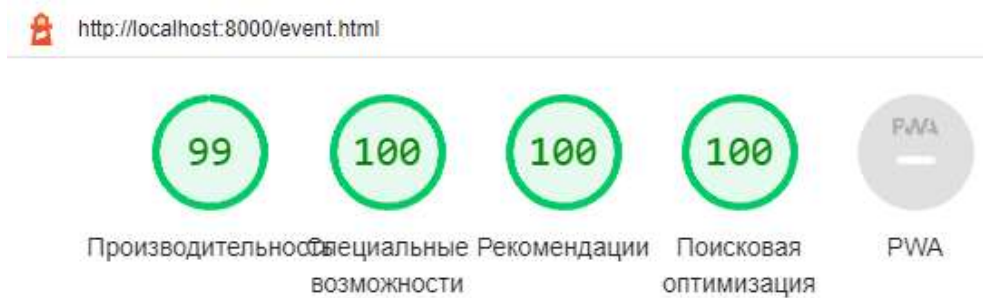 http://localhost:8000/event.html
99 100 100 100 PWA
Производительность Специальные Рекомендации Поисковая PWA
возможности оптимизация